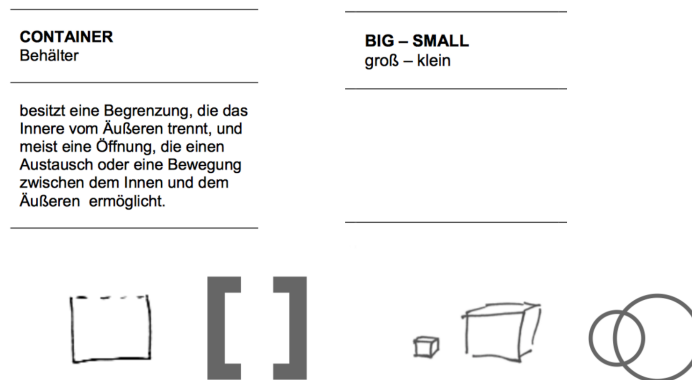 CONTAINER
Behälter
besitzt eine Begrenzung, die das
Innere vom Äußeren trennt, und
meist eine Öffnung, die einen
Austausch oder eine Bewegung
zwischen dem Innen und dem
Äußeren ermöglicht.
BIG – SMALL
groß – klein